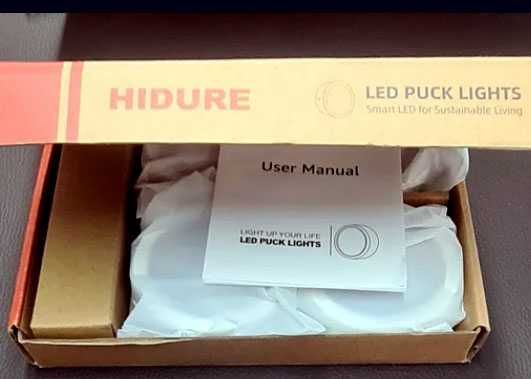 HIDURE
LED PUCK LIGHTS
Smart LED for Sustainable Living
User Manual
LIGHT UP YOUR LIFE
LED PUCK LIGHTS